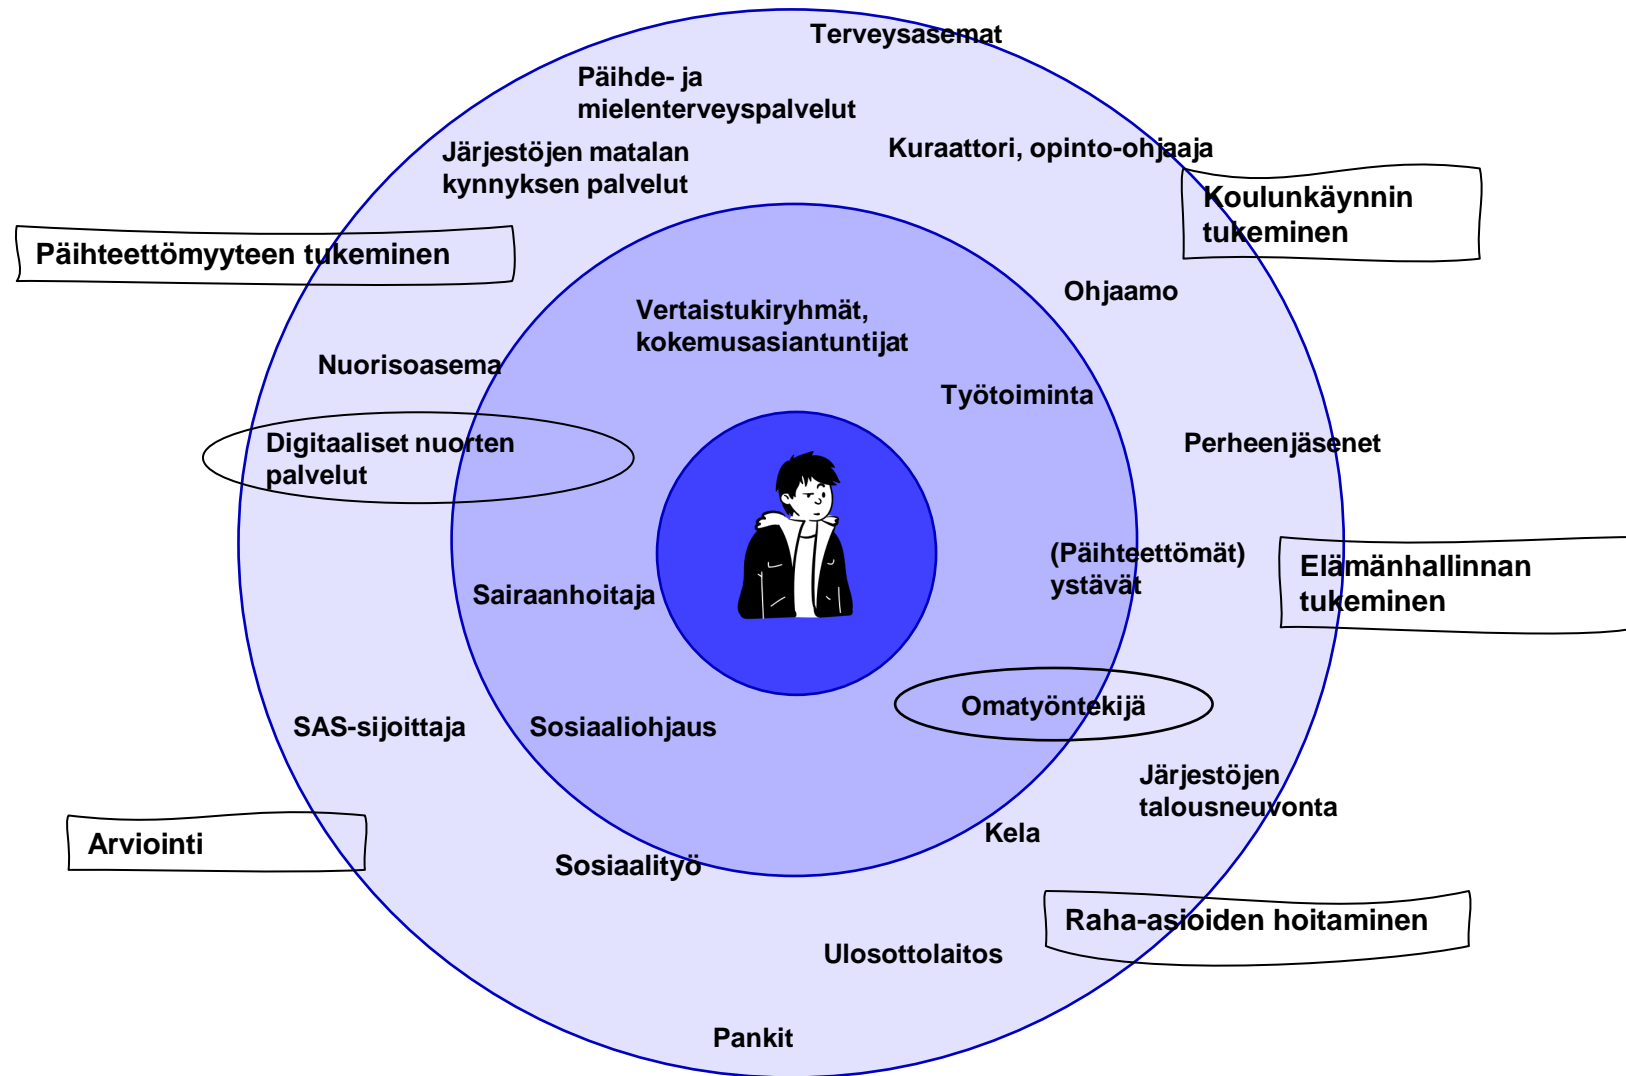 Terveysasemat
Päihde- ja
mielenterveyspalvelut
Järjestöjen matalan
kynnyksen palvelut
Kuraattori, opinto-ohjaaja
Koulunkäynnin
tukeminen
Päihteettömyyteen tukeminen
Ohjaamo
Vertaistukiryhmät,
kokemusasiantuntijat
Nuorisoasema
Työtoiminta
Digitaaliset nuorten
palvelut
Perheenjäsenet
(Päihteettömät)
ystävät
Elämänhallinnan
tukeminen
Sairaanhoitaja
Omatyöntekijä
SAS-sijoittaja
Sosiaaliohjaus
Järjestöjen
talousneuvonta
Kela
Arviointi
Sosiaalityö
Raha-asioiden hoitaminen
Ulosottolaitos
Pankit